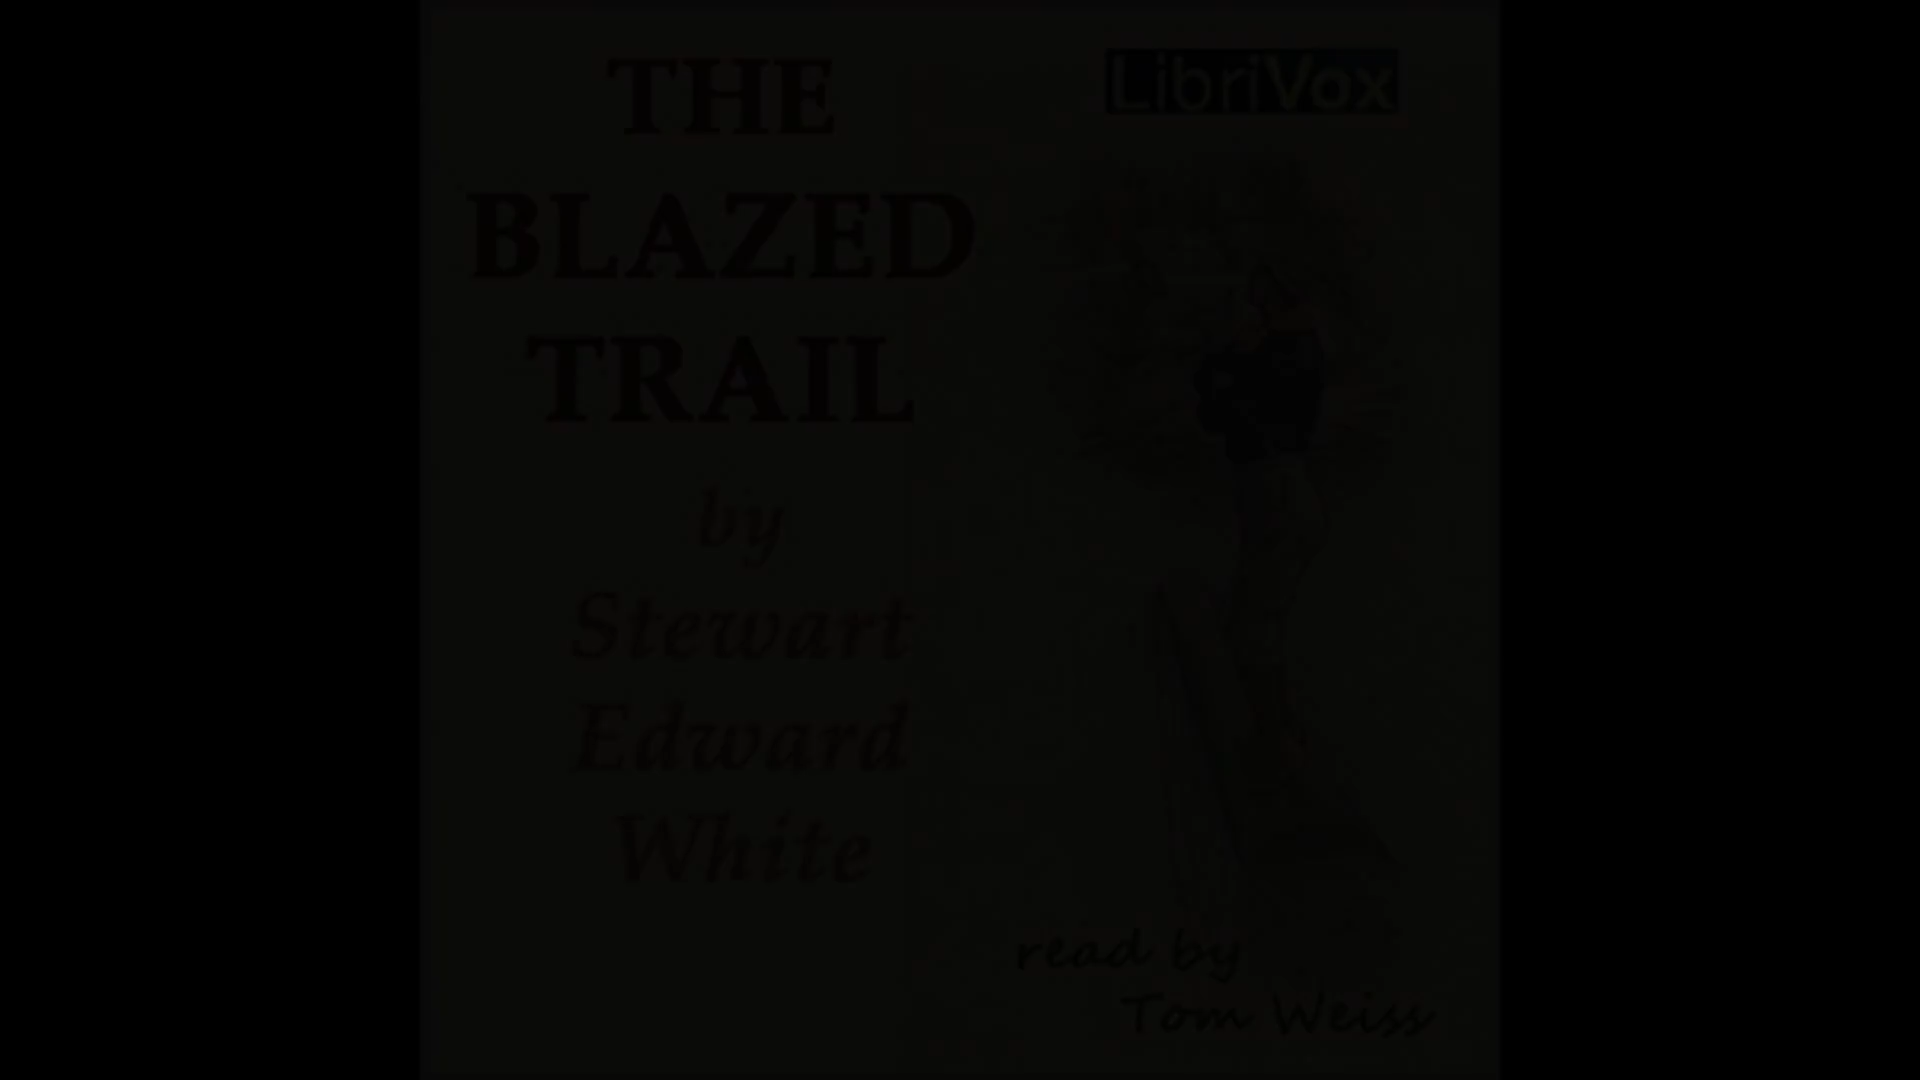 THE
BLAZED
TRAIL
by
Stewart
Edward
White
LibriVox
read by
Tom Weiss